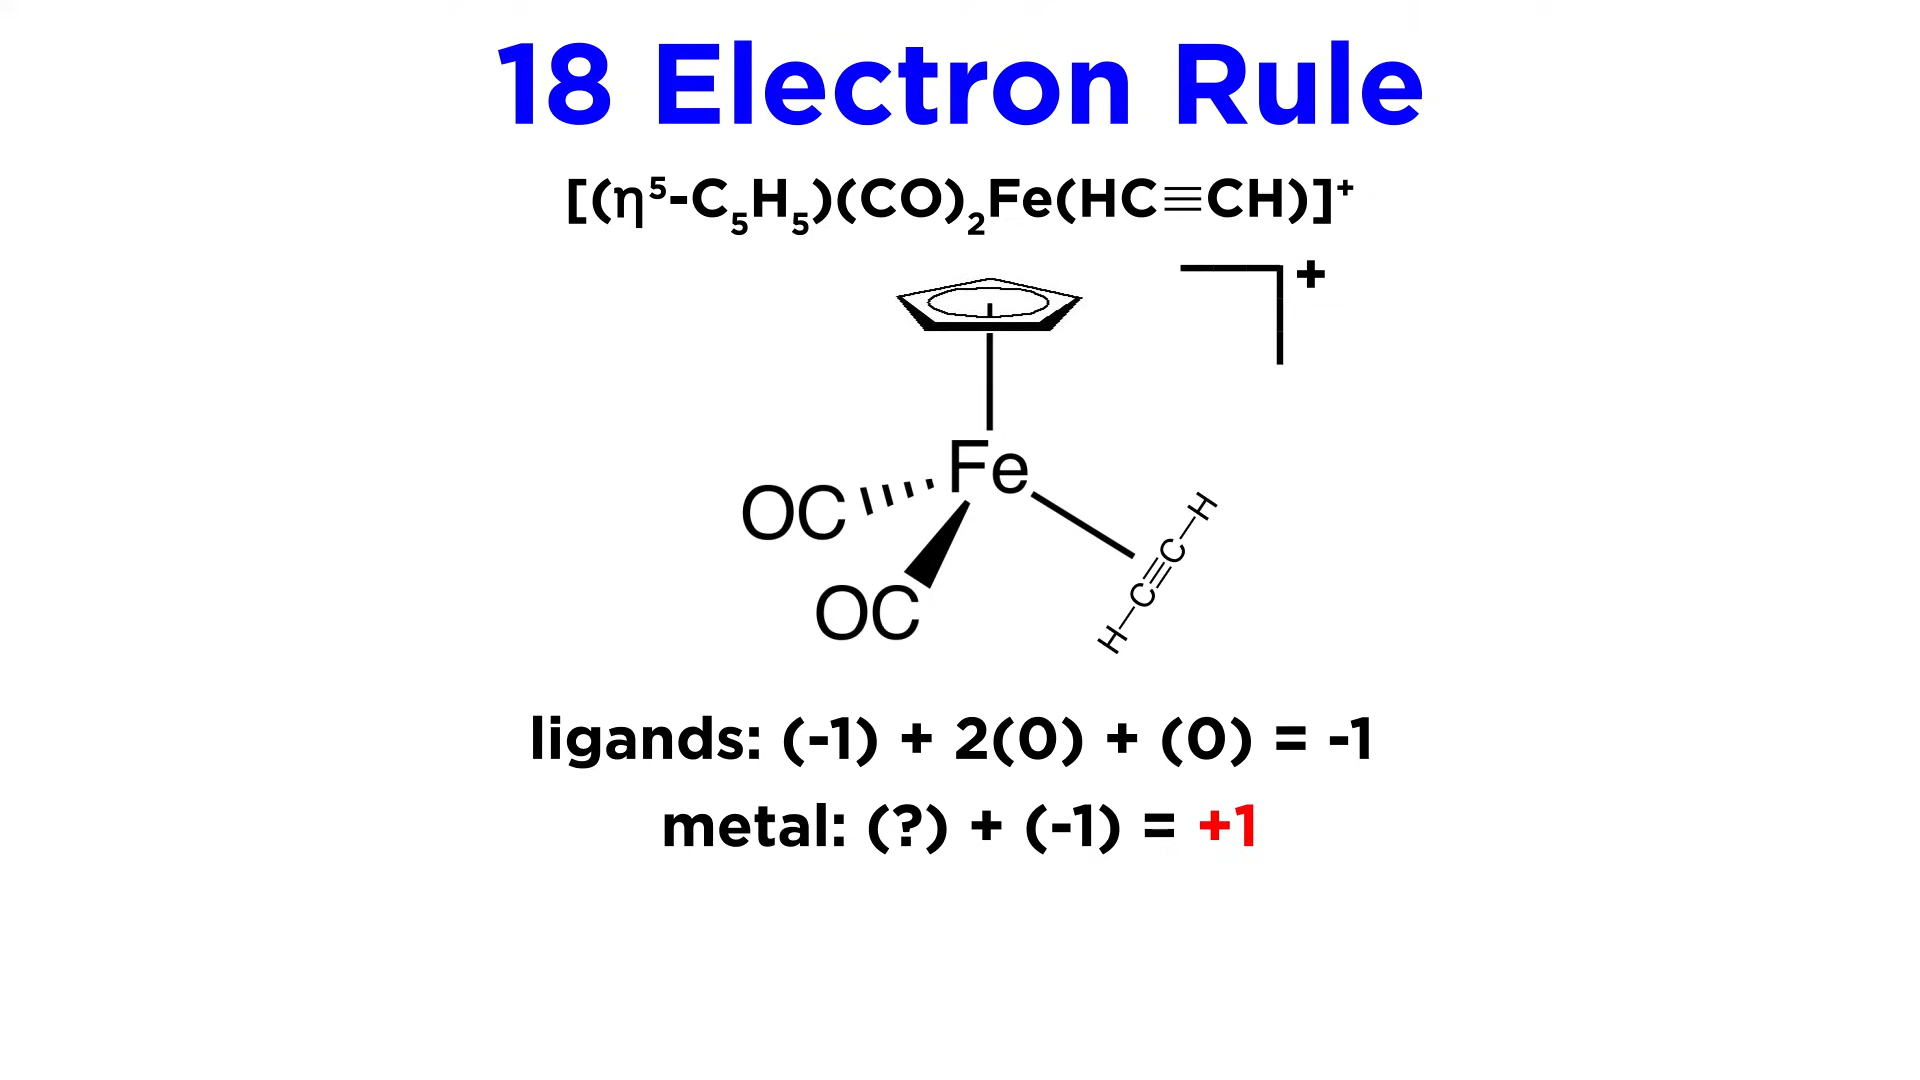 18 Electron Rule
[(η⁵-C₅H₅)(CO)₂Fe(HC≡CH)]⁺
+
Fe
OC
OC
H
C
C
H
ligands: (-1) + 2(0) + (0) = -1
metal: (?) + (-1) = +1